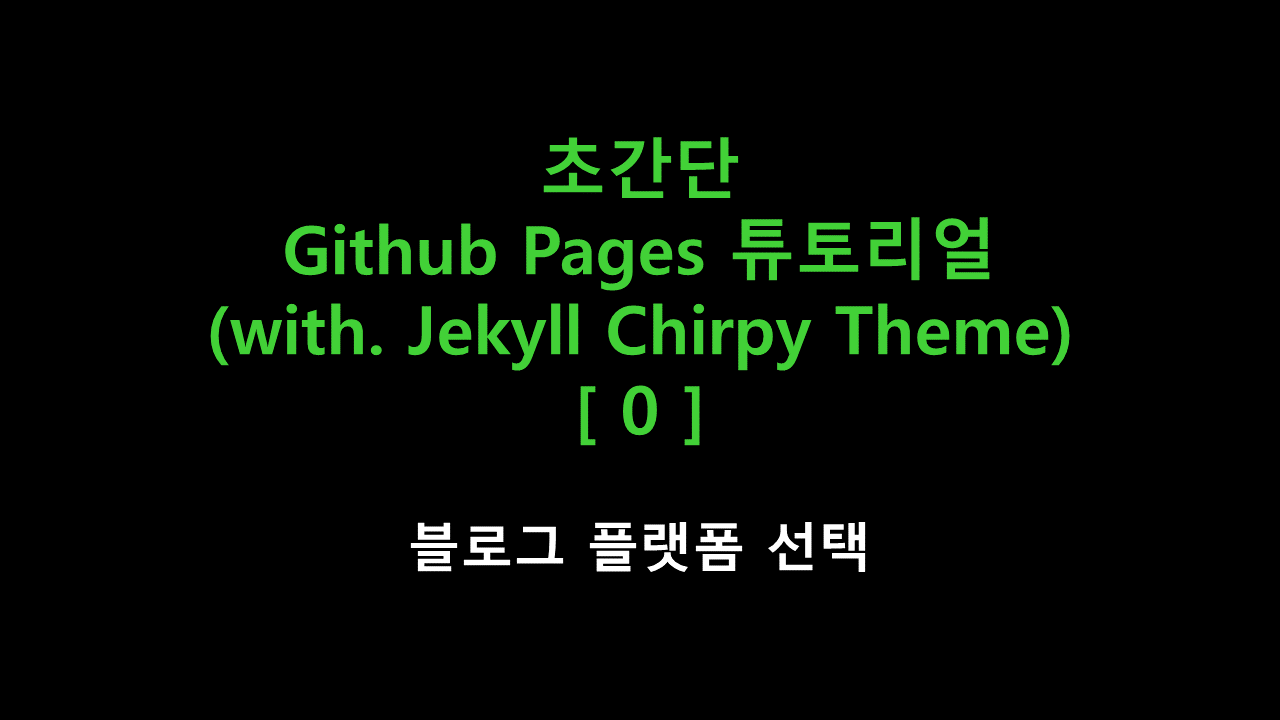 초간단
Github Pages 튜토리얼
(with. Jekyll Chirpy Theme)
[ 0 ]
블로그 플랫폼 선택